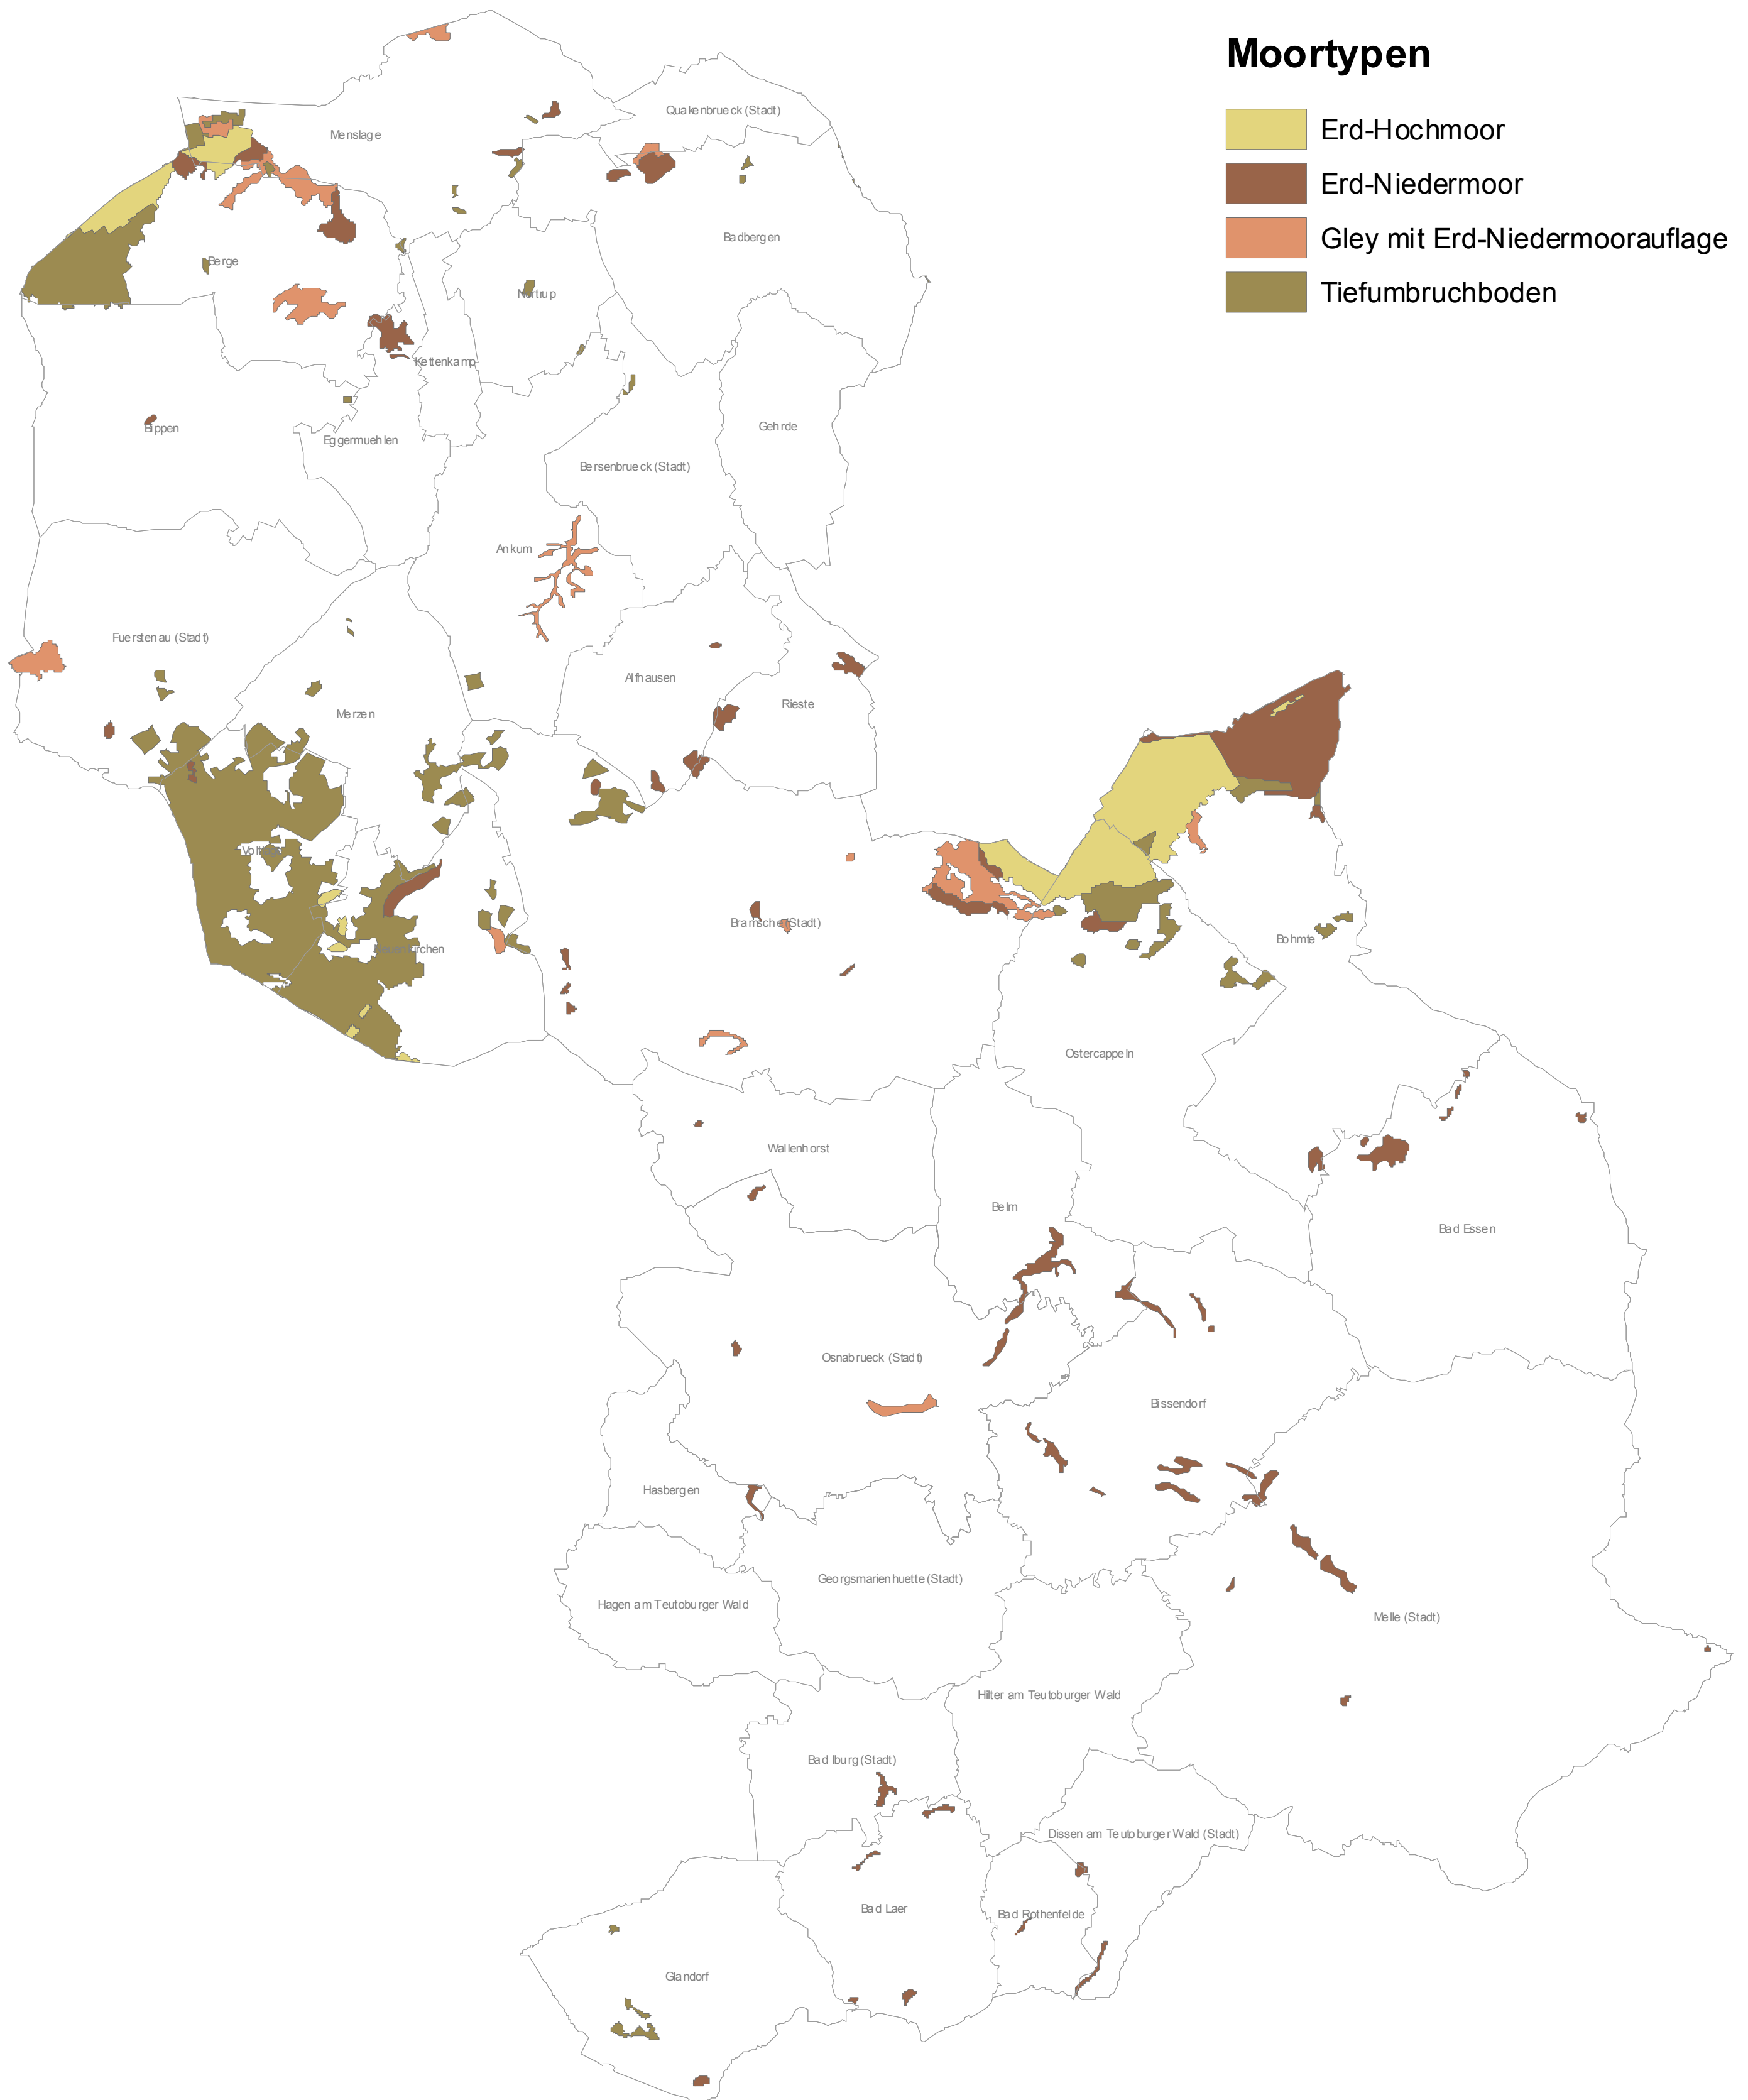 Moortypen
Erd-Hochmoor
Erd-Niedermoor
Gley mit Erd-Niedermoorauflage
Tiefumbruchboden
Quakenbrueck (Stadt)
Menslage
Badbergen
Berge
Nortrup
Kettenkamp
Bippen
Eggermuehlen
Gehrde
Bersenbrueck (Stadt)
Ankum
Fuerstenau (Stadt)
Alfhausen
Rieste
Merzen
Voltlage
Bramsche (Stadt)
Neuenkirchen
Bohmte
Ostercappeln
Wallenhorst
Belm
Bad Essen
Osnabrueck (Stadt)
Bissendorf
Hasbergen
Georgsmarienhuette (Stadt)
Hagen am Teutoburger Wald
Melle (Stadt)
Hilter am Teutoburger Wald
Bad Iburg (Stadt)
Dissen am Teutoburger Wald (Stadt)
Bad Laer
Bad Rothenfelde
Glandorf